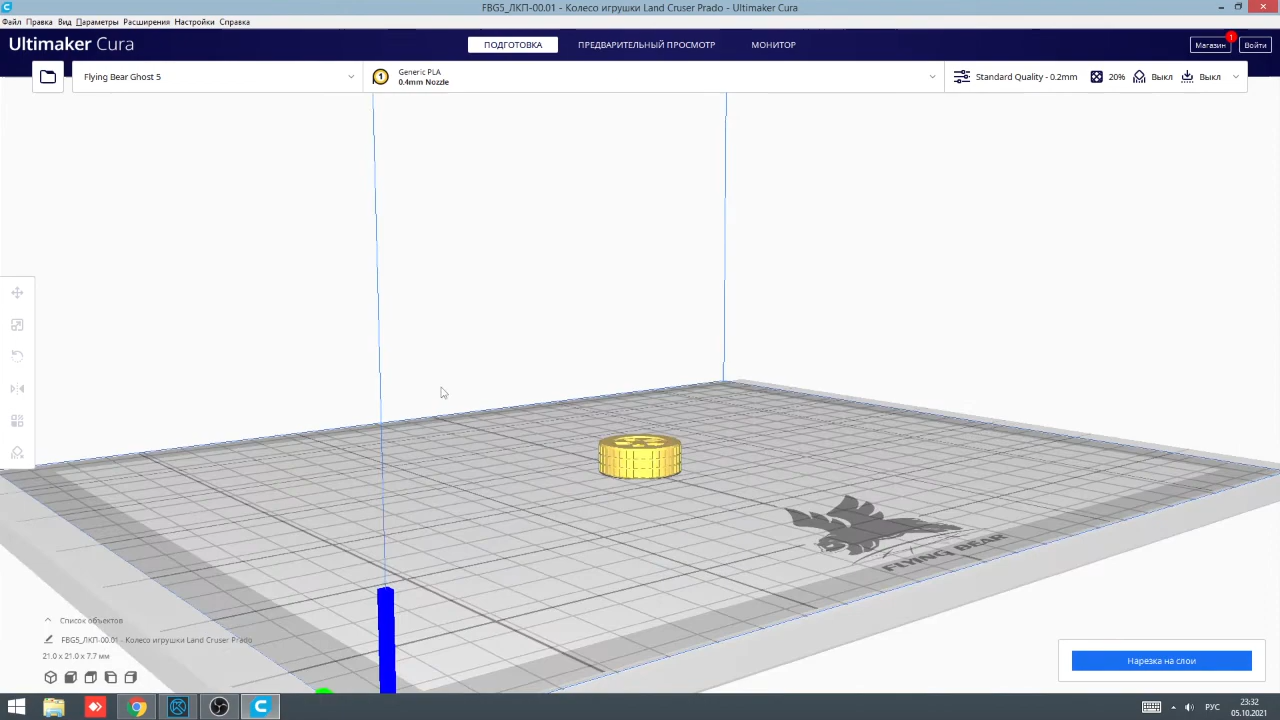 FBG5_ЛКП-00.01 - Колесо игрушки Land Cruser Prado - Ultimaker Cura
Файл Правка Вид Параметры Расширения Настройки Справка
Ultimaker Cura
ПОДГОТОВКА
ПРЕДВАРИТЕЛЬНЫЙ ПРОСМОТР
МОНИТОР
Магазин
1
Войти
Flying Bear Ghost 5
1
Generic PLA
0.4mm Nozzle
Standard Quality - 0.2mm
20%
Выкл
Выкл
FLYING BEAR
Список объектов
FBG5_ЛКП-00.01 - Колесо игрушки Land Cruser Prado
21.0 x 21.0 x 7.7 мм
Нарезка на слои
РУС
23:32
05.10.2021